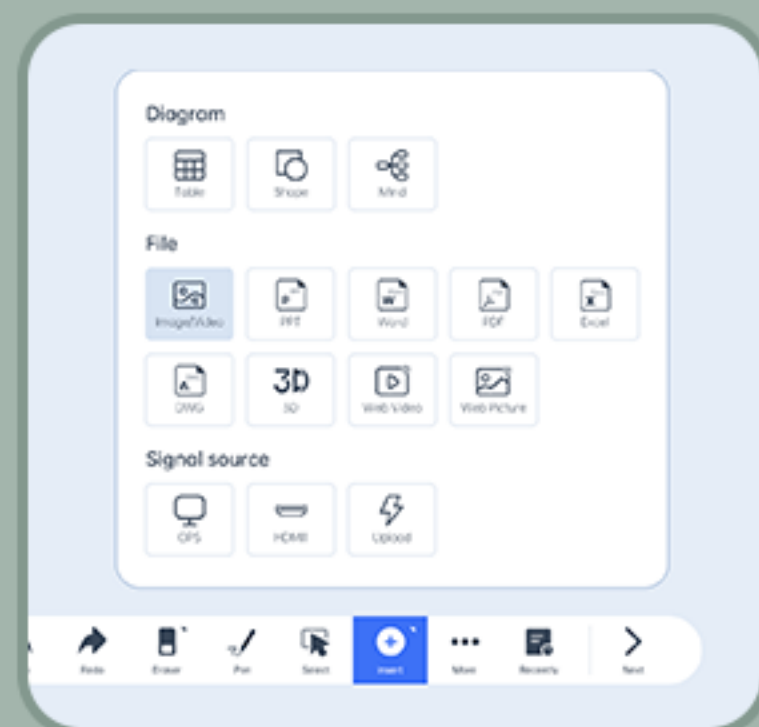 Diagram
Table Shape Mind
File
Image/Video PPT Word PDF Excel
DWG 3D Web Video Web Picture
3D
Signal source
OPS HDMI Upload
Redo Eraser Pen Select Insert More Recently Next